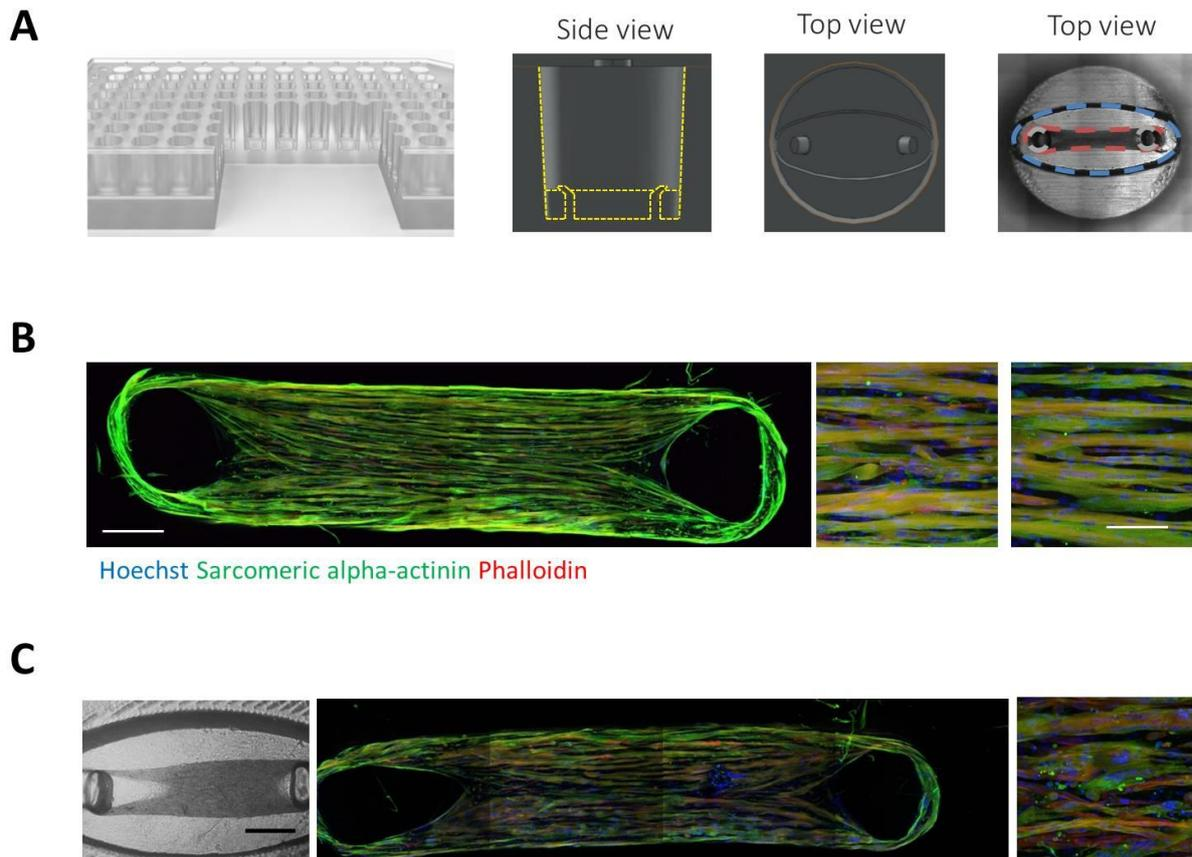 A
Side view
Top view
Top view
B
Hoechst Sarcomeric alpha-actinin Phalloidin
C